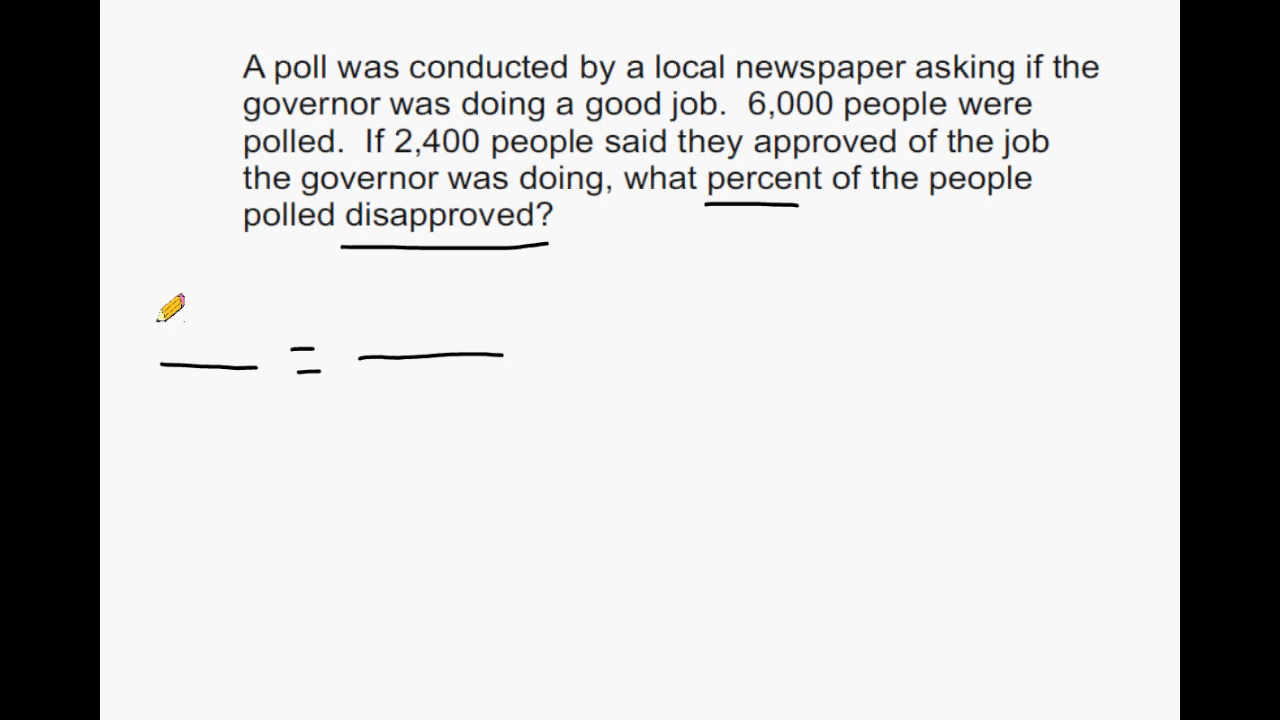 A poll was conducted by a local newspaper asking if the
governor was doing a good job.  6,000 people were
polled.  If 2,400 people said they approved of the job
the governor was doing, what percent of the people
polled disapproved?
=